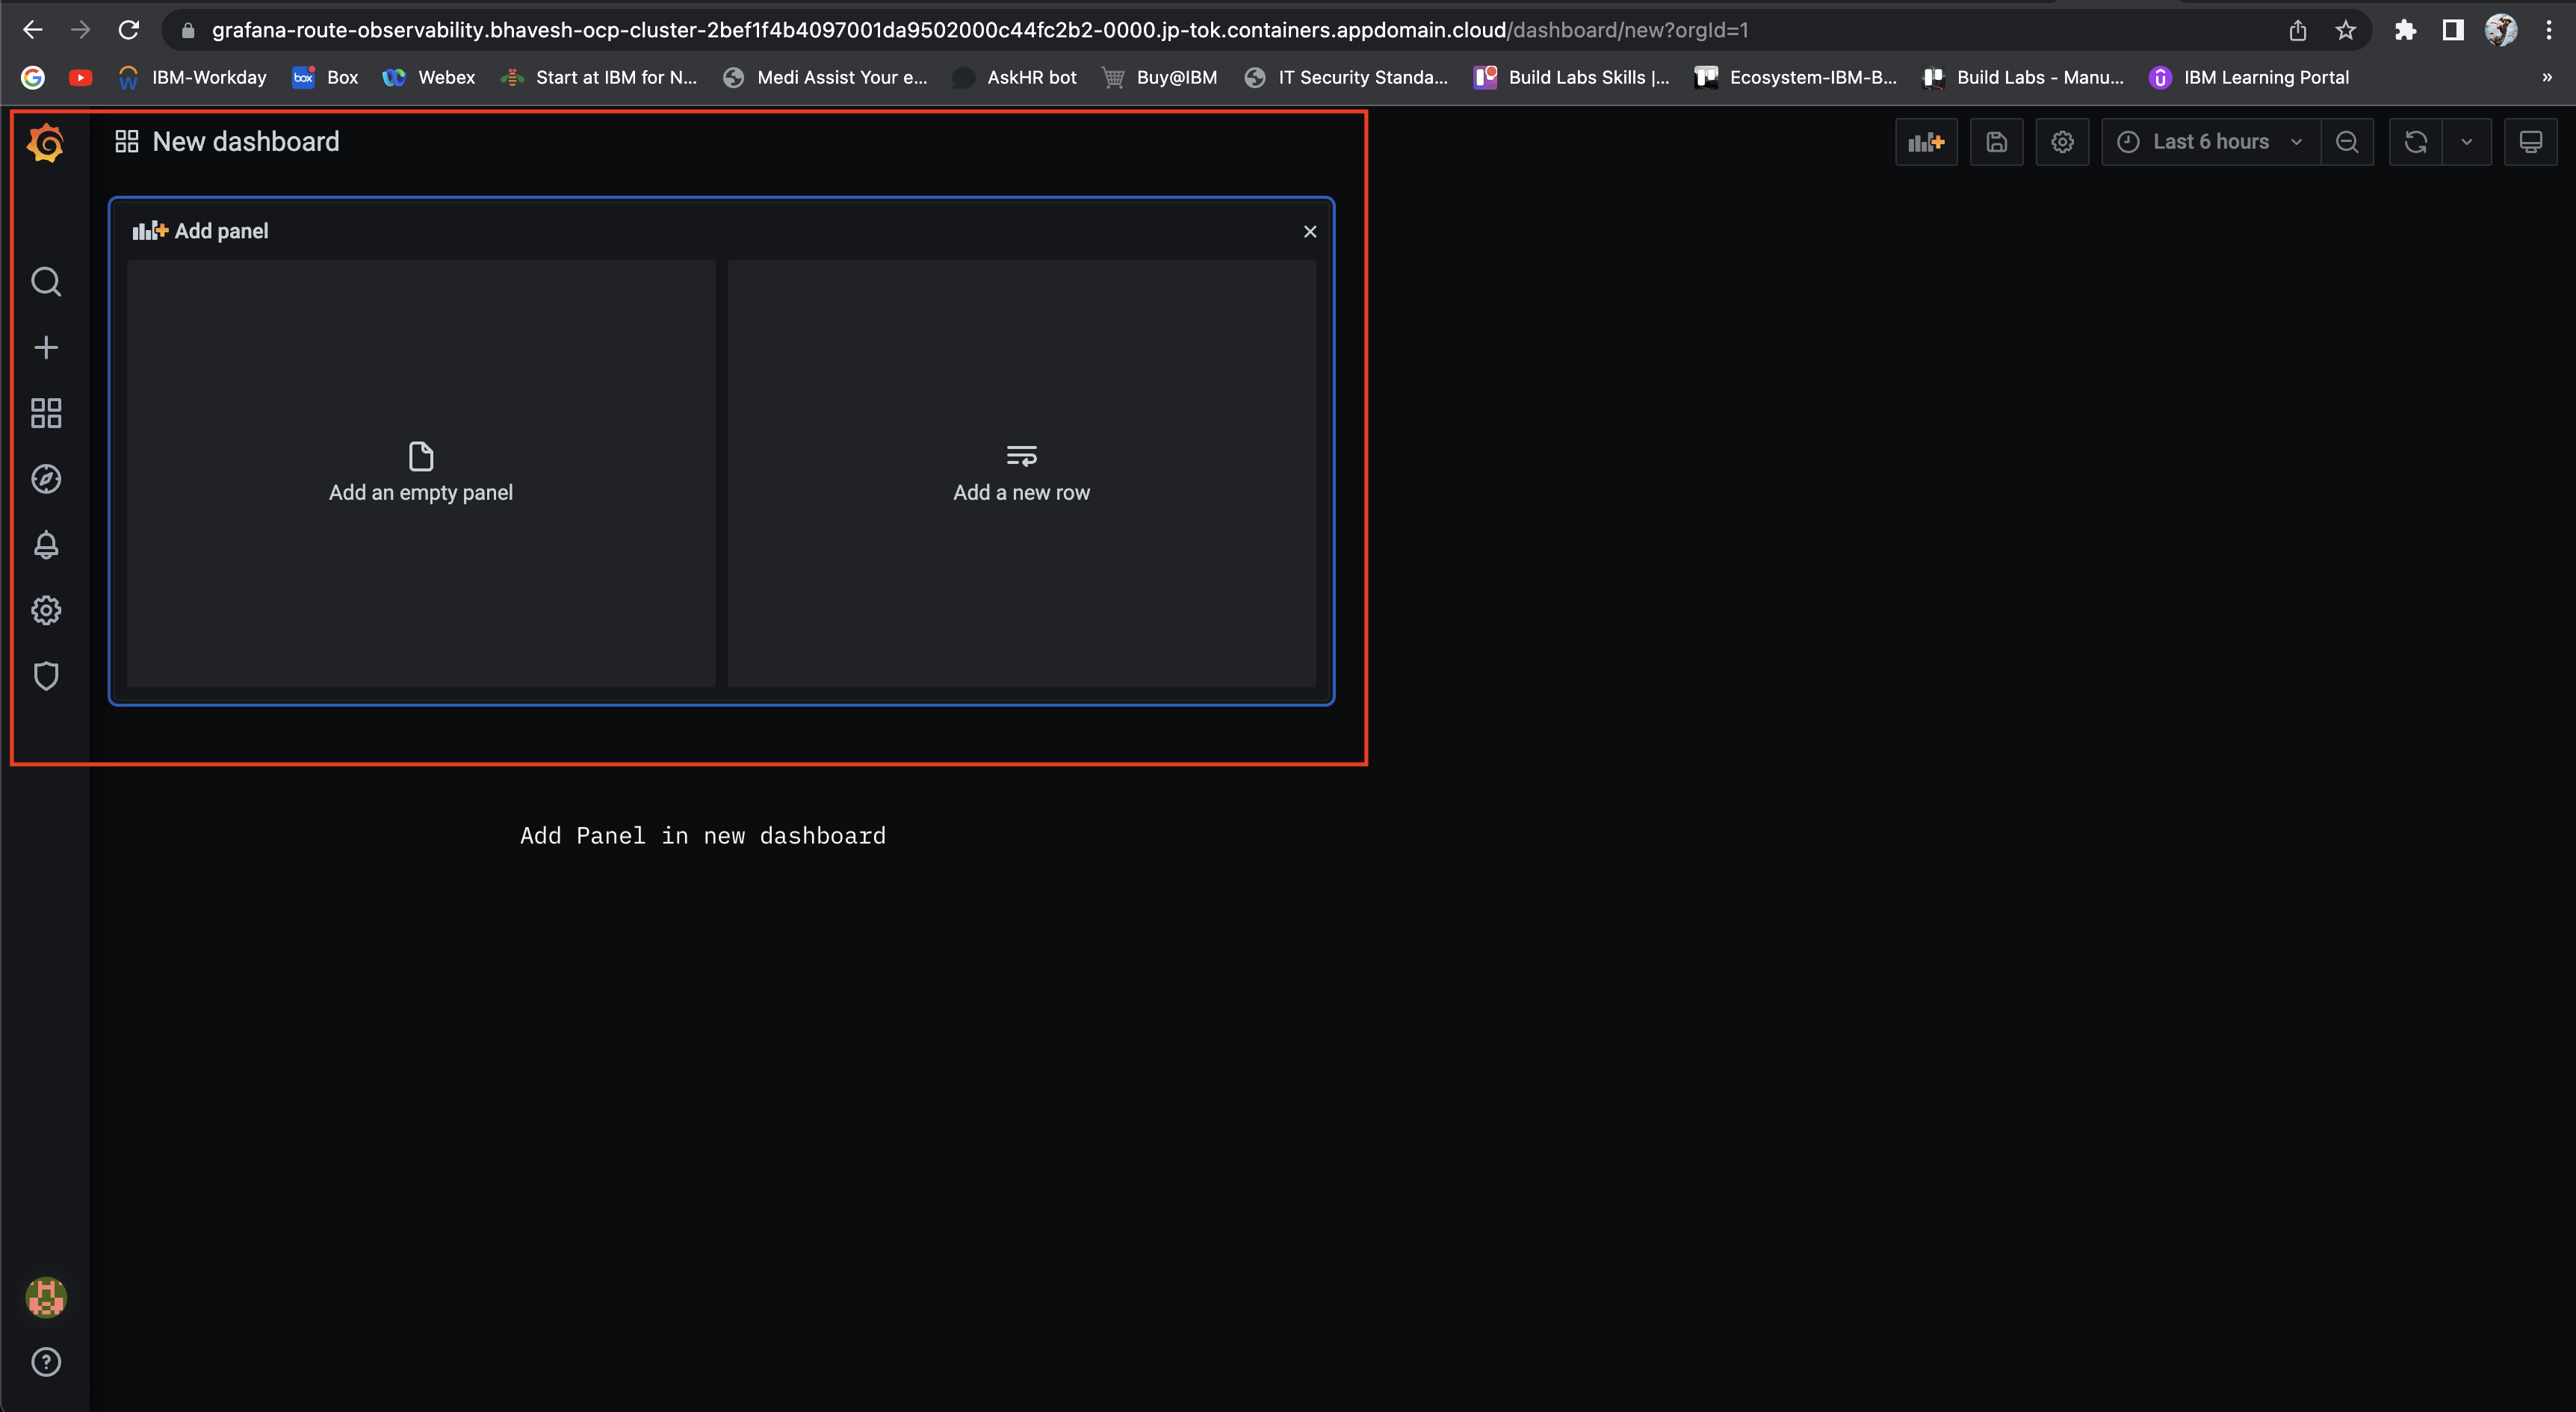 grafana-route-observability.bhavesh-ocp-cluster-2bef1f4b4097001da9502000c44fc2b2-0000.jp-tok.containers.appdomain.cloud/dashboard/new?orgId=1
IBM-Workday box Box Webex Start at IBM for N... Medi Assist Your e... AskHR bot Buy@IBM IT Security Standa... Build Labs Skills |... Ecosystem-IBM-B... Build Labs - Manu... IBM Learning Portal »
New dashboard
Last 6 hours
Add panel
Add an empty panel
Add a new row
Add Panel in new dashboard